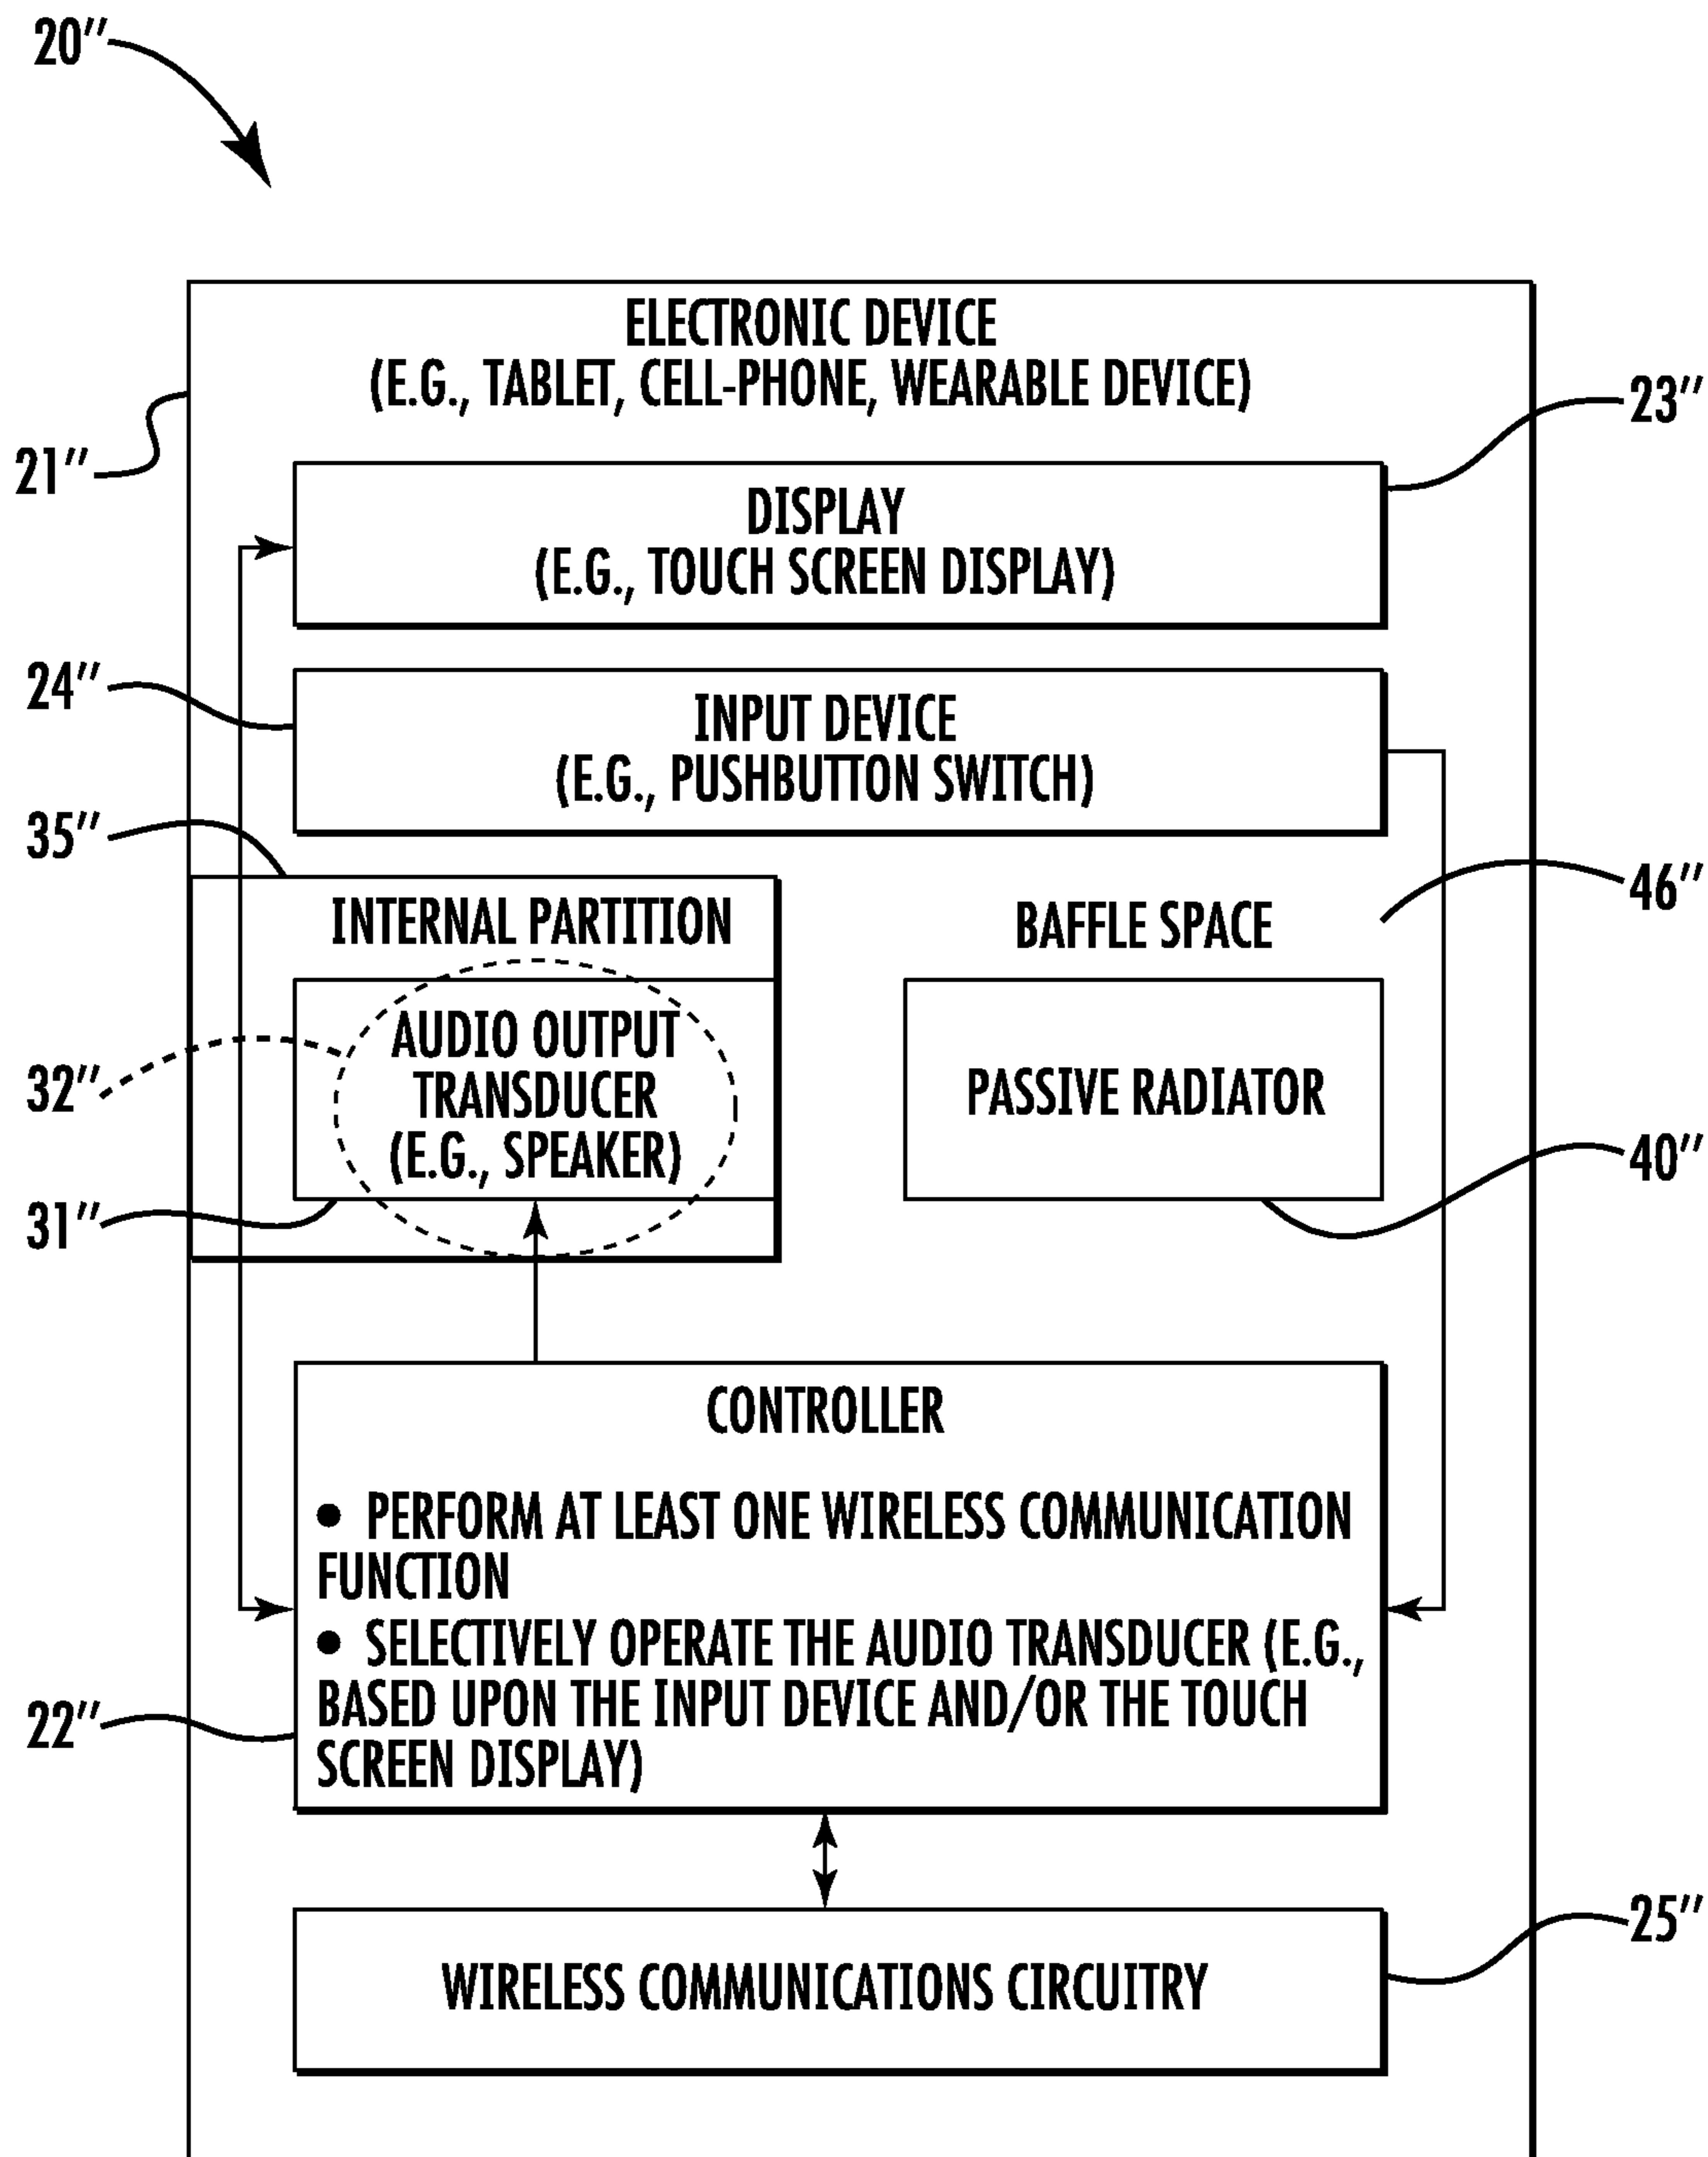 20"
ELECTRONIC DEVICE
(E.G., TABLET, CELL-PHONE, WEARABLE DEVICE)
23"
21"
DISPLAY
(E.G., TOUCH SCREEN DISPLAY)
24"
INPUT DEVICE
(E.G., PUSHBUTTON SWITCH)
35"
46"
INTERNAL PARTITION
BAFFLE SPACE
AUDIO OUTPUT
TRANSDUCER
(E.G., SPEAKER)
32"
PASSIVE RADIATOR
40"
31"
CONTROLLER
● PERFORM AT LEAST ONE WIRELESS COMMUNICATION
FUNCTION
● SELECTIVELY OPERATE THE AUDIO TRANSDUCER (E.G.,
BASED UPON THE INPUT DEVICE AND/OR THE TOUCH
SCREEN DISPLAY)
22"
25"
WIRELESS COMMUNICATIONS CIRCUITRY